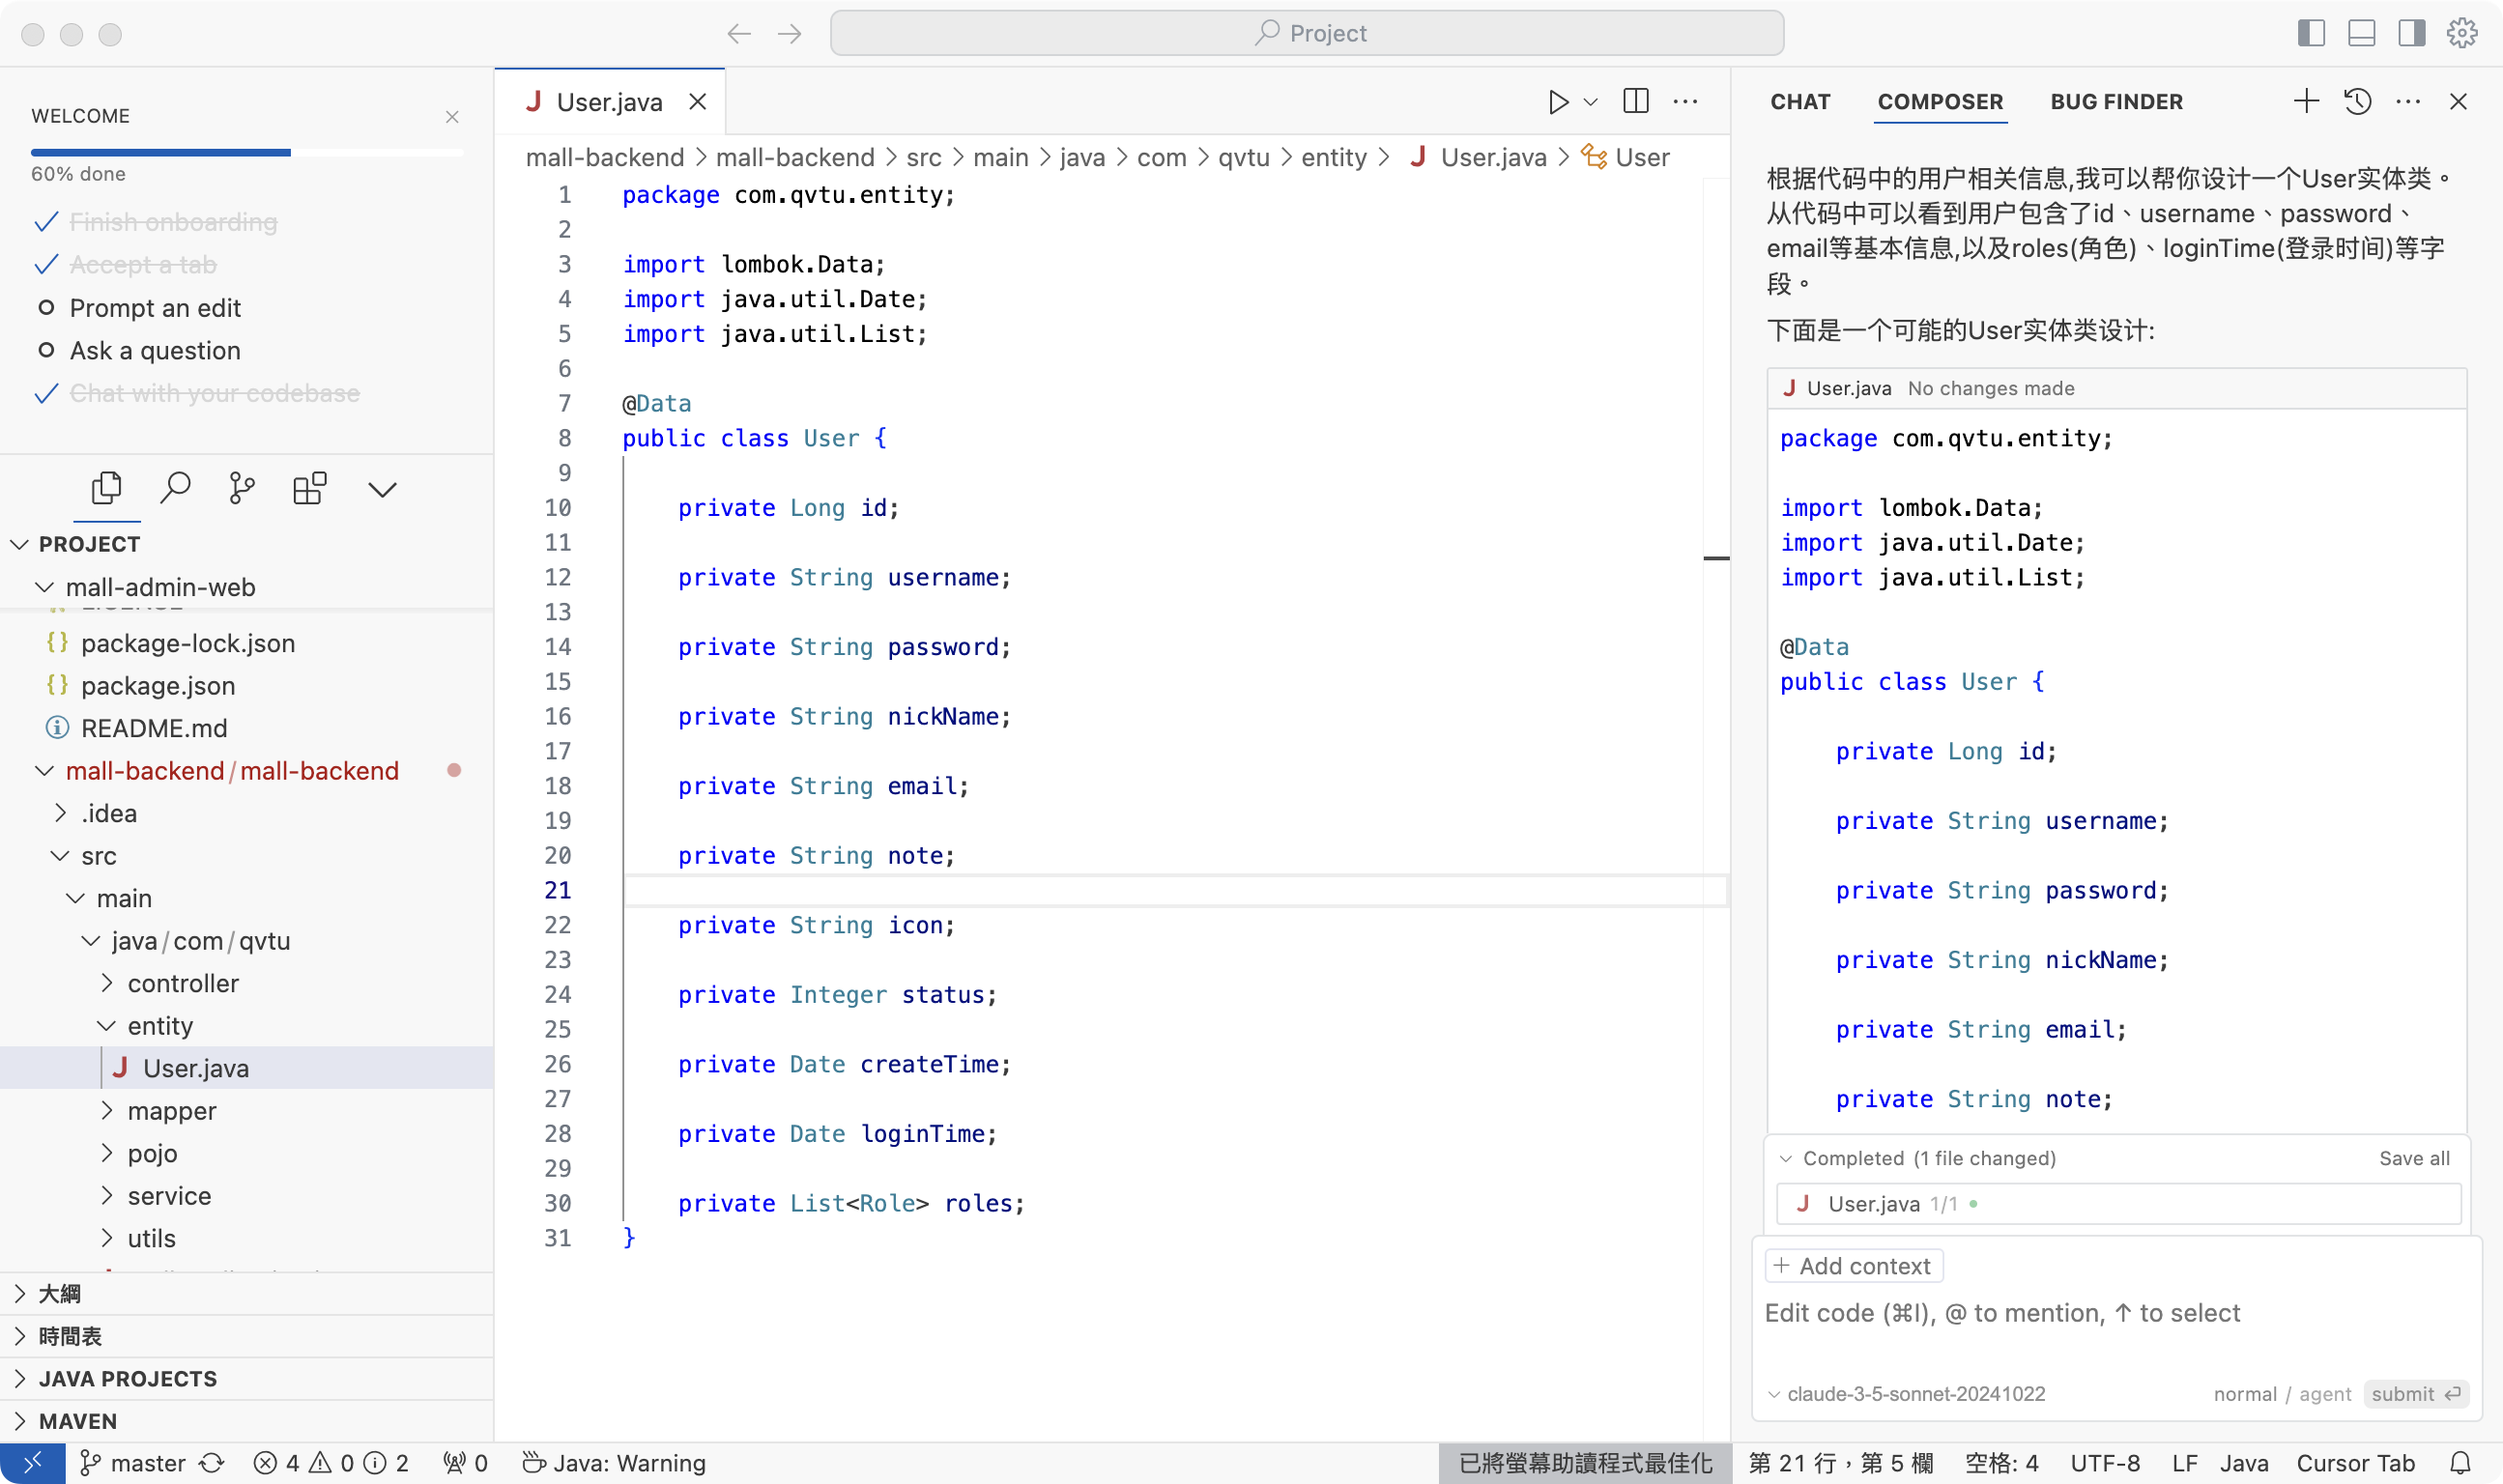 Project
WELCOME
60% done
Finish onboarding
Accept a tab
Prompt an edit
Ask a question
Chat with your codebase
PROJECT
mall-admin-web
package-lock.json
package.json
README.md
mall-backend/mall-backend
.idea
src
main
java/com/qvtu
controller
entity
User.java
mapper
pojo
service
utils
大綱
時間表
JAVA PROJECTS
MAVEN
User.java
mall-backend > mall-backend > src > main > java > com > qvtu > entity > User.java > User
1 package com.qvtu.entity;
2
3 import lombok.Data;
4 import java.util.Date;
5 import java.util.List;
6
7 @Data
8 public class User {
9
10 private Long id;
11
12 private String username;
13
14 private String password;
15
16 private String nickName;
17
18 private String email;
19
20 private String note;
21
22 private String icon;
23
24 private Integer status;
25
26 private Date createTime;
27
28 private Date loginTime;
29
30 private List<Role> roles;
31 }
CHAT COMPOSER BUG FINDER
根据代码中的用户相关信息,我可以帮你设计一个User实体类。
从代码中可以看到用户包含了id、username、password、
email等基本信息,以及roles(角色)、loginTime(登录时间)等字
段。
下面是一个可能的User实体类设计:
User.java No changes made
package com.qvtu.entity;
import lombok.Data;
import java.util.Date;
import java.util.List;
@Data
public class User {
private Long id;
private String username;
private String password;
private String nickName;
private String email;
private String note;
Completed (1 file changed) Save all
User.java 1/1
+ Add context
Edit code (⌘I), @ to mention, ↑ to select
claude-3-5-sonnet-20241022 normal / agent submit
master 4 0 2 0 Java: Warning 已將螢幕助讀程式最佳化 第 21 行，第 5 欄 空格: 4 UTF-8 LF Java Cursor Tab